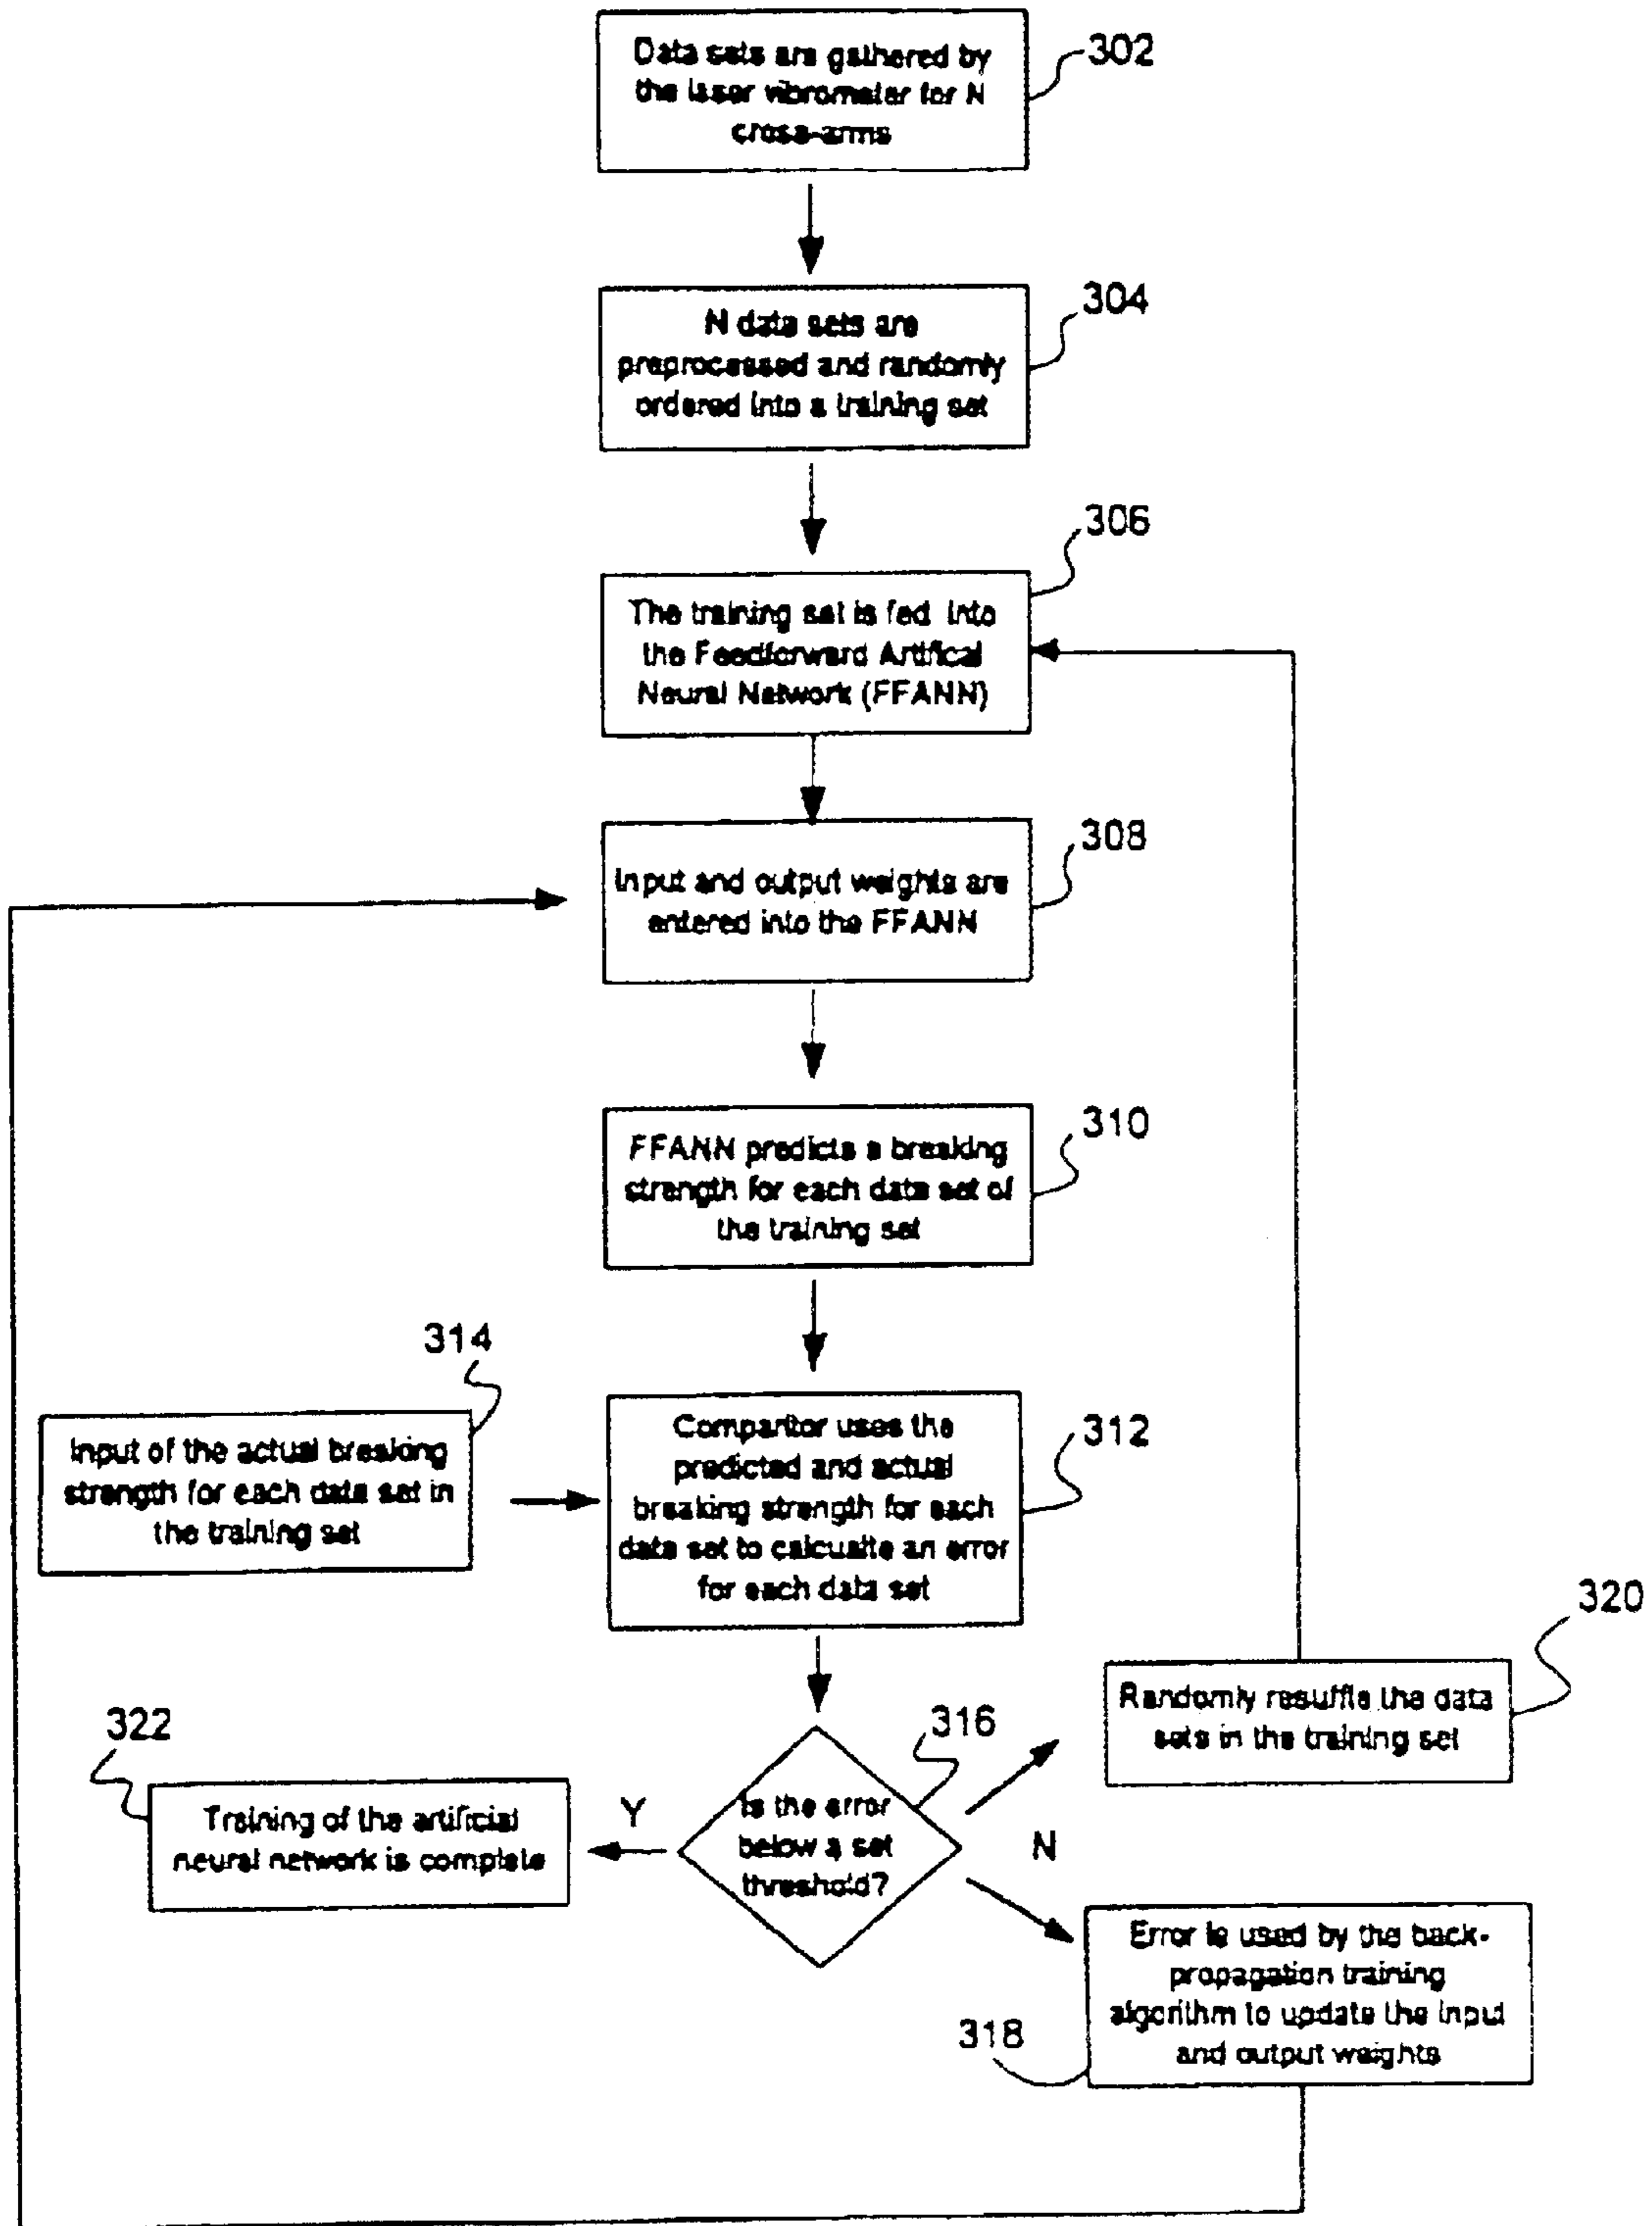 Data sets are gathered by
the laser vibrometer for N
cross-arms
302
N data sets are
preprocessed and randomly
ordered into a training set
304
306
The training set is fed into
the Feedforward Artifical
Neural Network (FFANN)
308
Input and output weights are
entered into the FFANN
310
FFANN predicts a breaking
strength for each data set of
the training set
314
Input of the actual breaking
strength for each data set in
the training set
Comparitor uses the
predicted and actual
breaking strength for each
data set to calcualte an error
for each data set
312
320
Randomly resuffle the data
sets in the training set
322
Training of the artificial
neural network is complete
Y
316
Is the error
below a set
threshold?
N
Error is used by the back-
propagation training
algorithm to update the input
and output weights
318